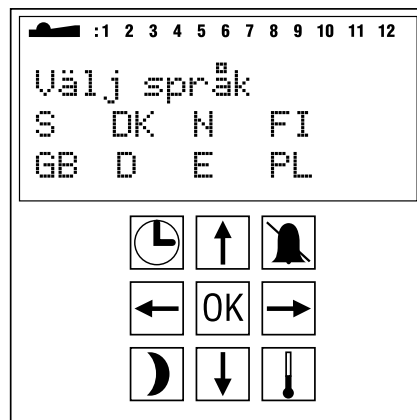 :1 2 3 4 5 6 7 8 9 10 11 12
Välj språk
S DK N FI
GB D E PL
OK